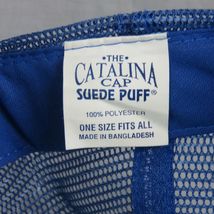 •THE•
CATALINA
CAP
SUEDE PUFF®
100% POLYESTER
ONE SIZE FITS ALL
MADE IN BANGLADESH